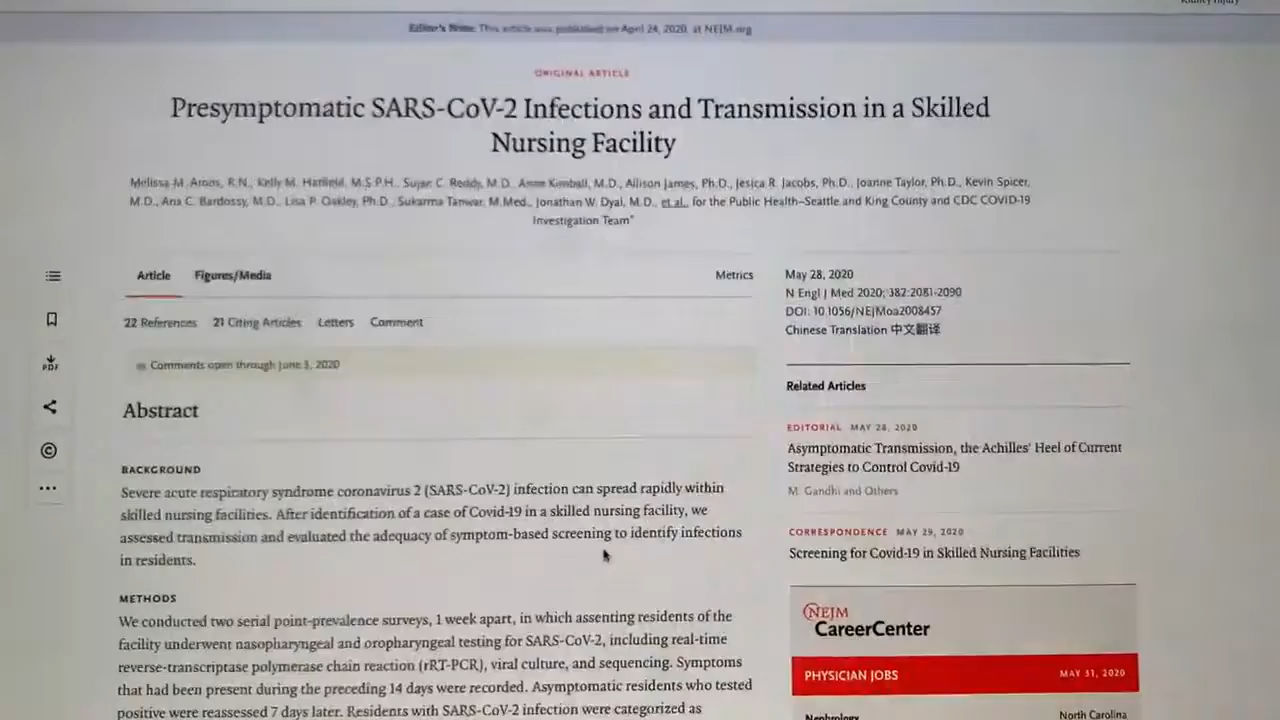 Kidney Injury
Editor's Note: This article was published on April 24, 2020, at NEJM.org
ORIGINAL ARTICLE
Presymptomatic SARS-CoV-2 Infections and Transmission in a Skilled
Nursing Facility
Melissa M. Arons, R.N., Kelly M. Hatfield, M.S.P.H., Sujan C. Reddy, M.D., Anne Kimball, M.D., Allison James, Ph.D., Jesica R. Jacobs, Ph.D., Joanne Taylor, Ph.D., Kevin Spicer,
M.D., Ana C. Bardossy, M.D., Lisa P. Oakley, Ph.D., Sukarma Tanwar, M.Med., Jonathan W. Dyal, M.D., et al., for the Public Health–Seattle and King County and CDC COVID-19
Investigation Team*
Article Figures/Media Metrics
22 References 21 Citing Articles Letters Comment
Comments open through June 3, 2020
Abstract
BACKGROUND
Severe acute respiratory syndrome coronavirus 2 (SARS-CoV-2) infection can spread rapidly within
skilled nursing facilities. After identification of a case of Covid-19 in a skilled nursing facility, we
assessed transmission and evaluated the adequacy of symptom-based screening to identify infections
in residents.
METHODS
We conducted two serial point-prevalence surveys, 1 week apart, in which assenting residents of the
facility underwent nasopharyngeal and oropharyngeal testing for SARS-CoV-2, including real-time
reverse-transcriptase polymerase chain reaction (rRT-PCR), viral culture, and sequencing. Symptoms
that had been present during the preceding 14 days were recorded. Asymptomatic residents who tested
positive were reassessed 7 days later. Residents with SARS-CoV-2 infection were categorized as
PDF
May 28, 2020
N Engl J Med 2020; 382:2081-2090
DOI: 10.1056/NEJMoa2008457
Chinese Translation 中文翻译
Related Articles
EDITORIAL MAY 28, 2020
Asymptomatic Transmission, the Achilles' Heel of Current
Strategies to Control Covid-19
M. Gandhi and Others
CORRESPONDENCE MAY 29, 2020
Screening for Covid-19 in Skilled Nursing Facilities
NEJM
CareerCenter
PHYSICIAN JOBS MAY 31, 2020
Nephrology North Carolina